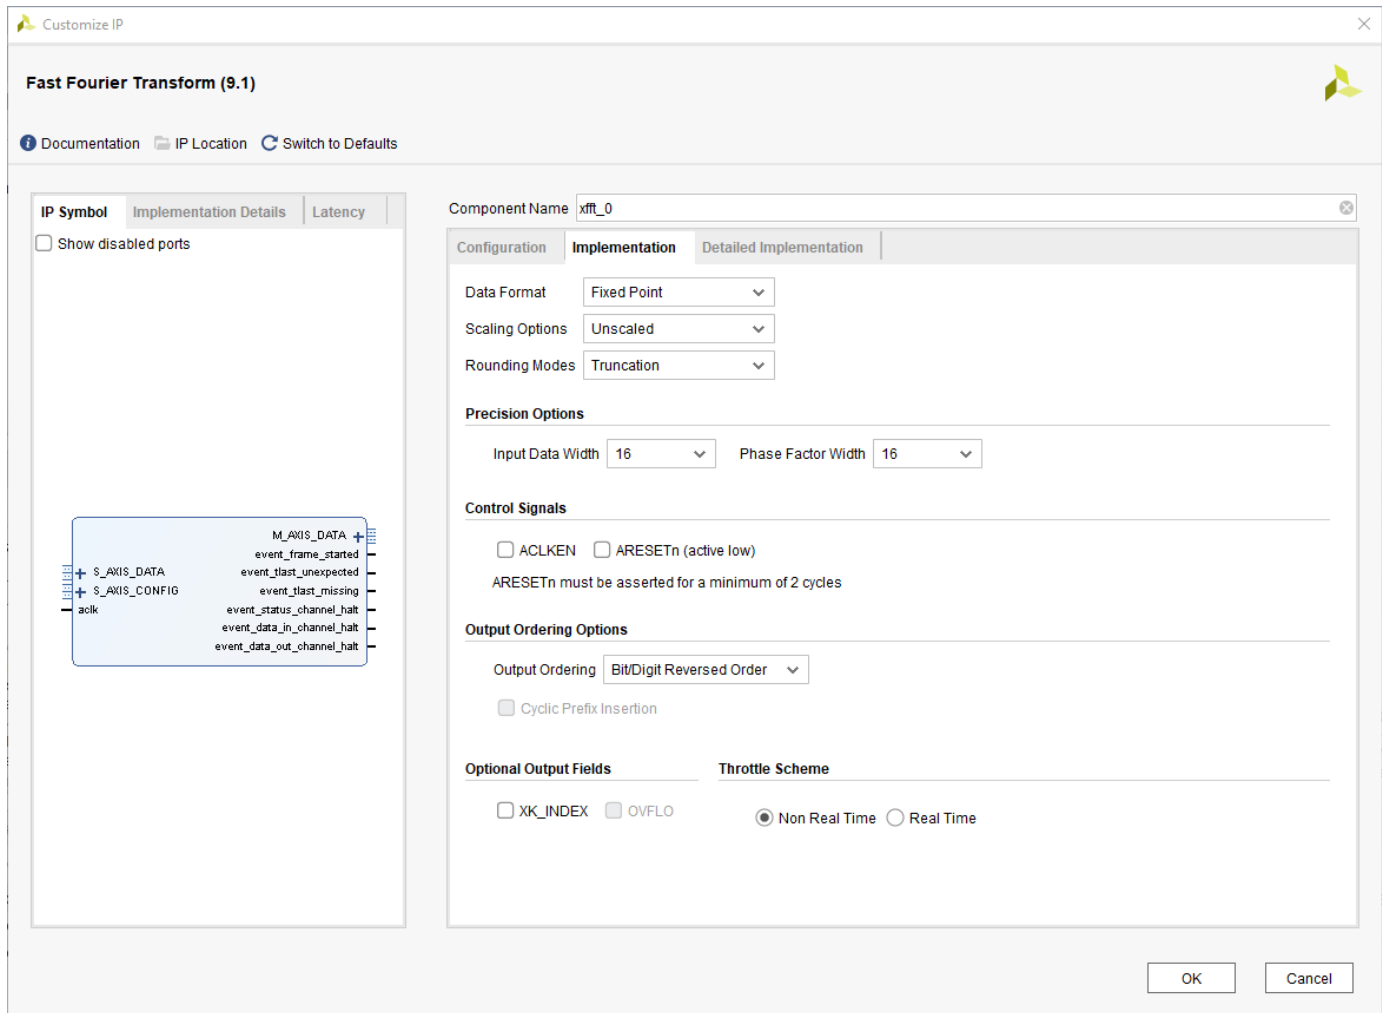 Customize IP
Fast Fourier Transform (9.1)
Documentation IP Location Switch to Defaults
IP Symbol Implementation Details Latency
Show disabled ports
M_AXIS_DATA
event_frame_started
S_AXIS_DATA event_tlast_unexpected
S_AXIS_CONFIG event_tlast_missing
aclk event_status_channel_halt
event_data_in_channel_halt
event_data_out_channel_halt
Component Name xfft_0
Configuration Implementation Detailed Implementation
Data Format Fixed Point
Scaling Options Unscaled
Rounding Modes Truncation
Precision Options
Input Data Width 16 Phase Factor Width 16
Control Signals
ACLKEN ARESETn (active low)
ARESETn must be asserted for a minimum of 2 cycles
Output Ordering Options
Output Ordering Bit/Digit Reversed Order
Cyclic Prefix Insertion
Optional Output Fields Throttle Scheme
XK_INDEX OVFLO Non Real Time Real Time
OK Cancel